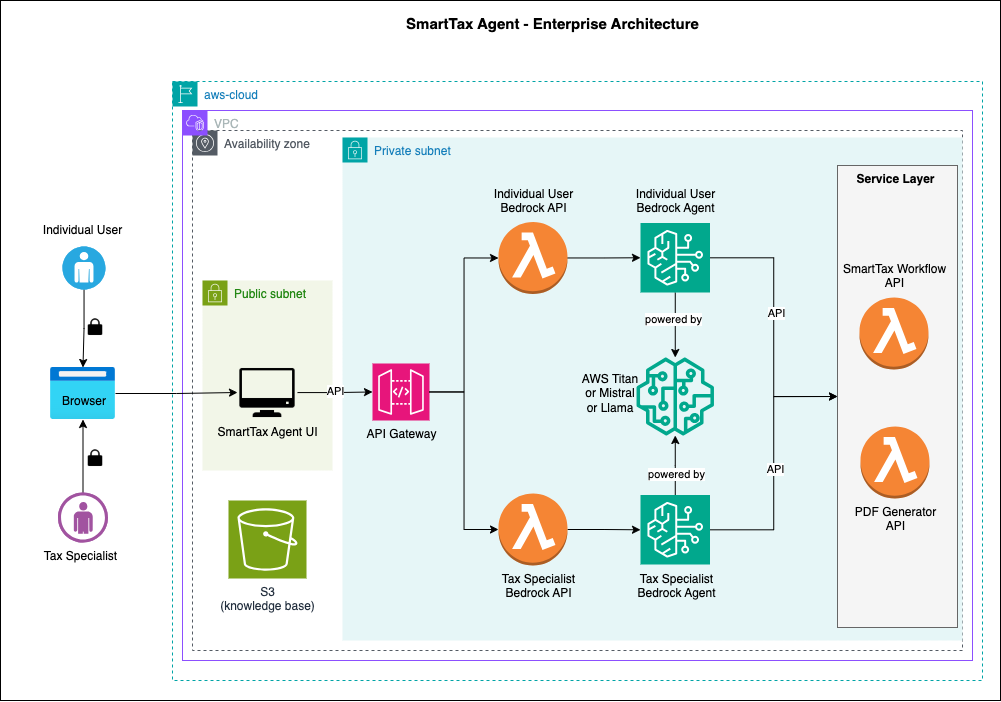 SmartTax Agent - Enterprise Architecture
aws-cloud
VPC
Availability zone
Private subnet
Service Layer
Individual User
Bedrock API
Individual User
Bedrock Agent
Individual User
SmartTax Workflow
API
Public subnet
powered by
API
AWS Titan
or Mistral
or Llama
Browser
API
SmartTax Agent UI
API Gateway
powered by
API
PDF Generator
API
Tax Specialist
Tax Specialist
Bedrock API
Tax Specialist
Bedrock Agent
S3
(knowledge base)